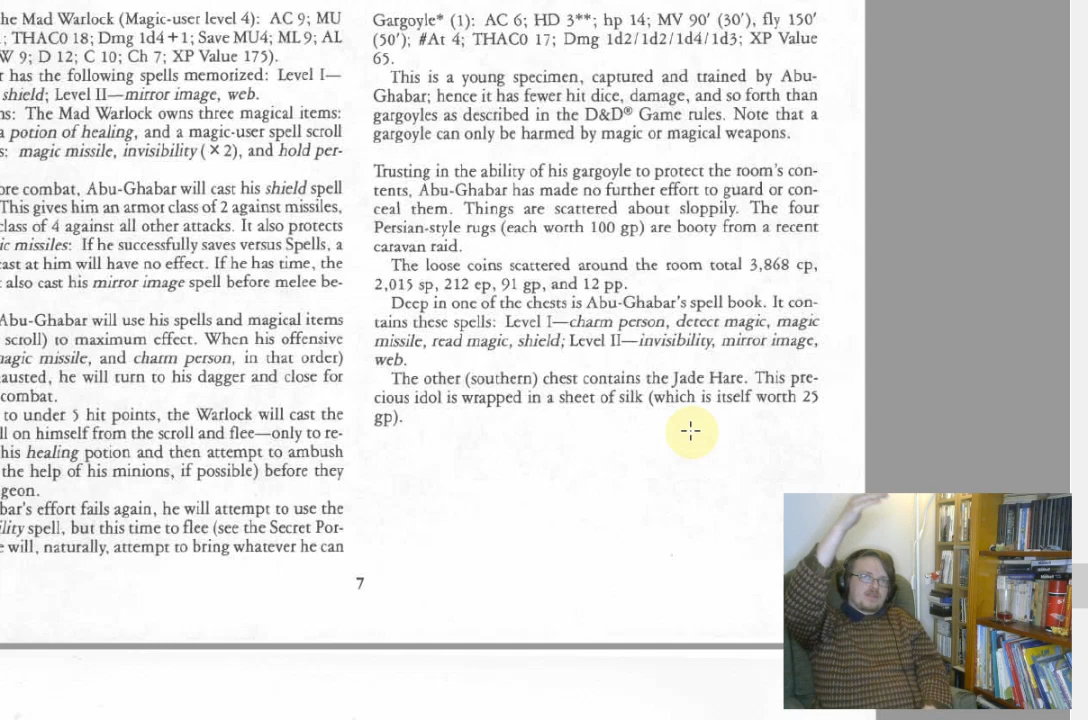 he Mad Warlock (Magic-user level 4): AC 9; MU
; THAC0 18; Dmg 1d4+1; Save MU4; ML 9; AL
W 9; D 12; C 10; Ch 7; XP Value 175).
r has the following spells memorized: Level I—
shield; Level II—mirror image, web.
ns: The Mad Warlock owns three magical items:
a potion of healing, and a magic-user spell scroll
s: magic missile, invisibility (×2), and hold per-
ore combat, Abu-Ghabar will cast his shield spell
This gives him an armor class of 2 against missiles,
class of 4 against all other attacks. It also protects
ic missiles: If he successfully saves versus Spells, a
cast at him will have no effect. If he has time, the
also cast his mirror image spell before melee be-
Abu-Ghabar will use his spells and magical items
scroll) to maximum effect. When his offensive
magic missile, and charm person, in that order)
austed, he will turn to his dagger and close for
combat.
to under 5 hit points, the Warlock will cast the
ll on himself from the scroll and flee—only to re-
his healing potion and then attempt to ambush
the help of his minions, if possible) before they
geon.
bar's effort fails again, he will attempt to use the
ility spell, but this time to flee (see the Secret Por-
e will, naturally, attempt to bring whatever he can
Gargoyle* (1): AC 6; HD 3**; hp 14; MV 90' (30'), fly 150'
(50'); #At 4; THAC0 17; Dmg 1d2/1d2/1d4/1d3; XP Value
65.
This is a young specimen, captured and trained by Abu-
Ghabar; hence it has fewer hit dice, damage, and so forth than
gargoyles as described in the D&D® Game rules. Note that a
gargoyle can only be harmed by magic or magical weapons.
Trusting in the ability of his gargoyle to protect the room's con-
tents, Abu-Ghabar has made no further effort to guard or con-
ceal them. Things are scattered about sloppily. The four
Persian-style rugs (each worth 100 gp) are booty from a recent
caravan raid.
The loose coins scattered around the room total 3,868 cp,
2,015 sp, 212 ep, 91 gp, and 12 pp.
Deep in one of the chests is Abu-Ghabar's spell book. It con-
tains these spells: Level I—charm person, detect magic, magic
missile, read magic, shield; Level II—invisibility, mirror image,
web.
The other (southern) chest contains the Jade Hare. This pre-
cious idol is wrapped in a sheet of silk (which is itself worth 25
gp).
7